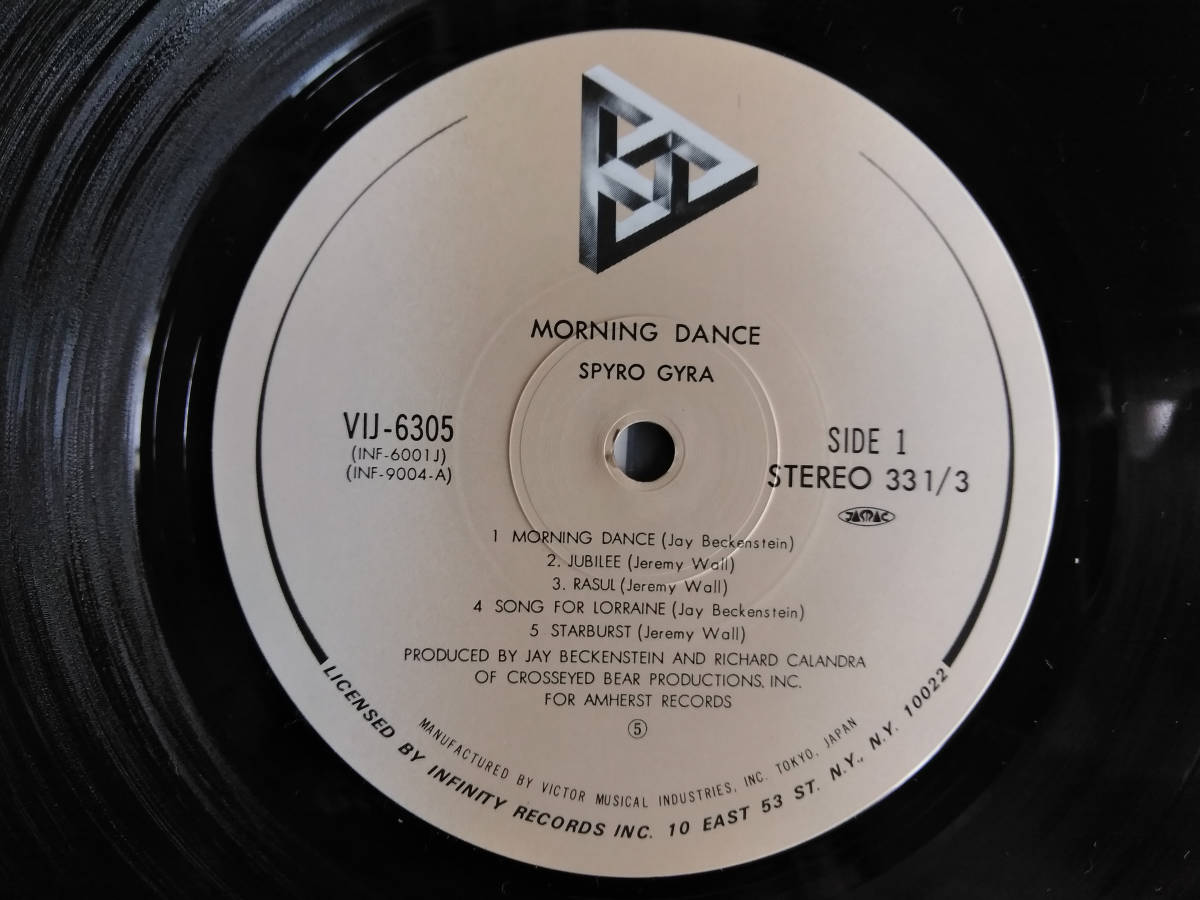 MORNING DANCE
SPYRO GYRA
VIJ-6305
(INF-6001J)
(INF-9004-A)
SIDE 1
STEREO 33 1/3
JASRAC
1 MORNING DANCE (Jay Beckenstein)
2. JUBILEE (Jeremy Wall)
3. RASUL (Jeremy Wall)
4 SONG FOR LORRAINE (Jay Beckenstein)
5 STARBURST (Jeremy Wall)
PRODUCED BY JAY BECKENSTEIN AND RICHARD CALANDRA
OF CROSSEYED BEAR PRODUCTIONS, INC.
FOR AMHERST RECORDS
⑤
MANUFACTURED BY VICTOR MUSICAL INDUSTRIES, INC. TOKYO, JAPAN
LICENSED BY INFINITY RECORDS INC. 10 EAST 53 ST. N.Y., N.Y. 10022